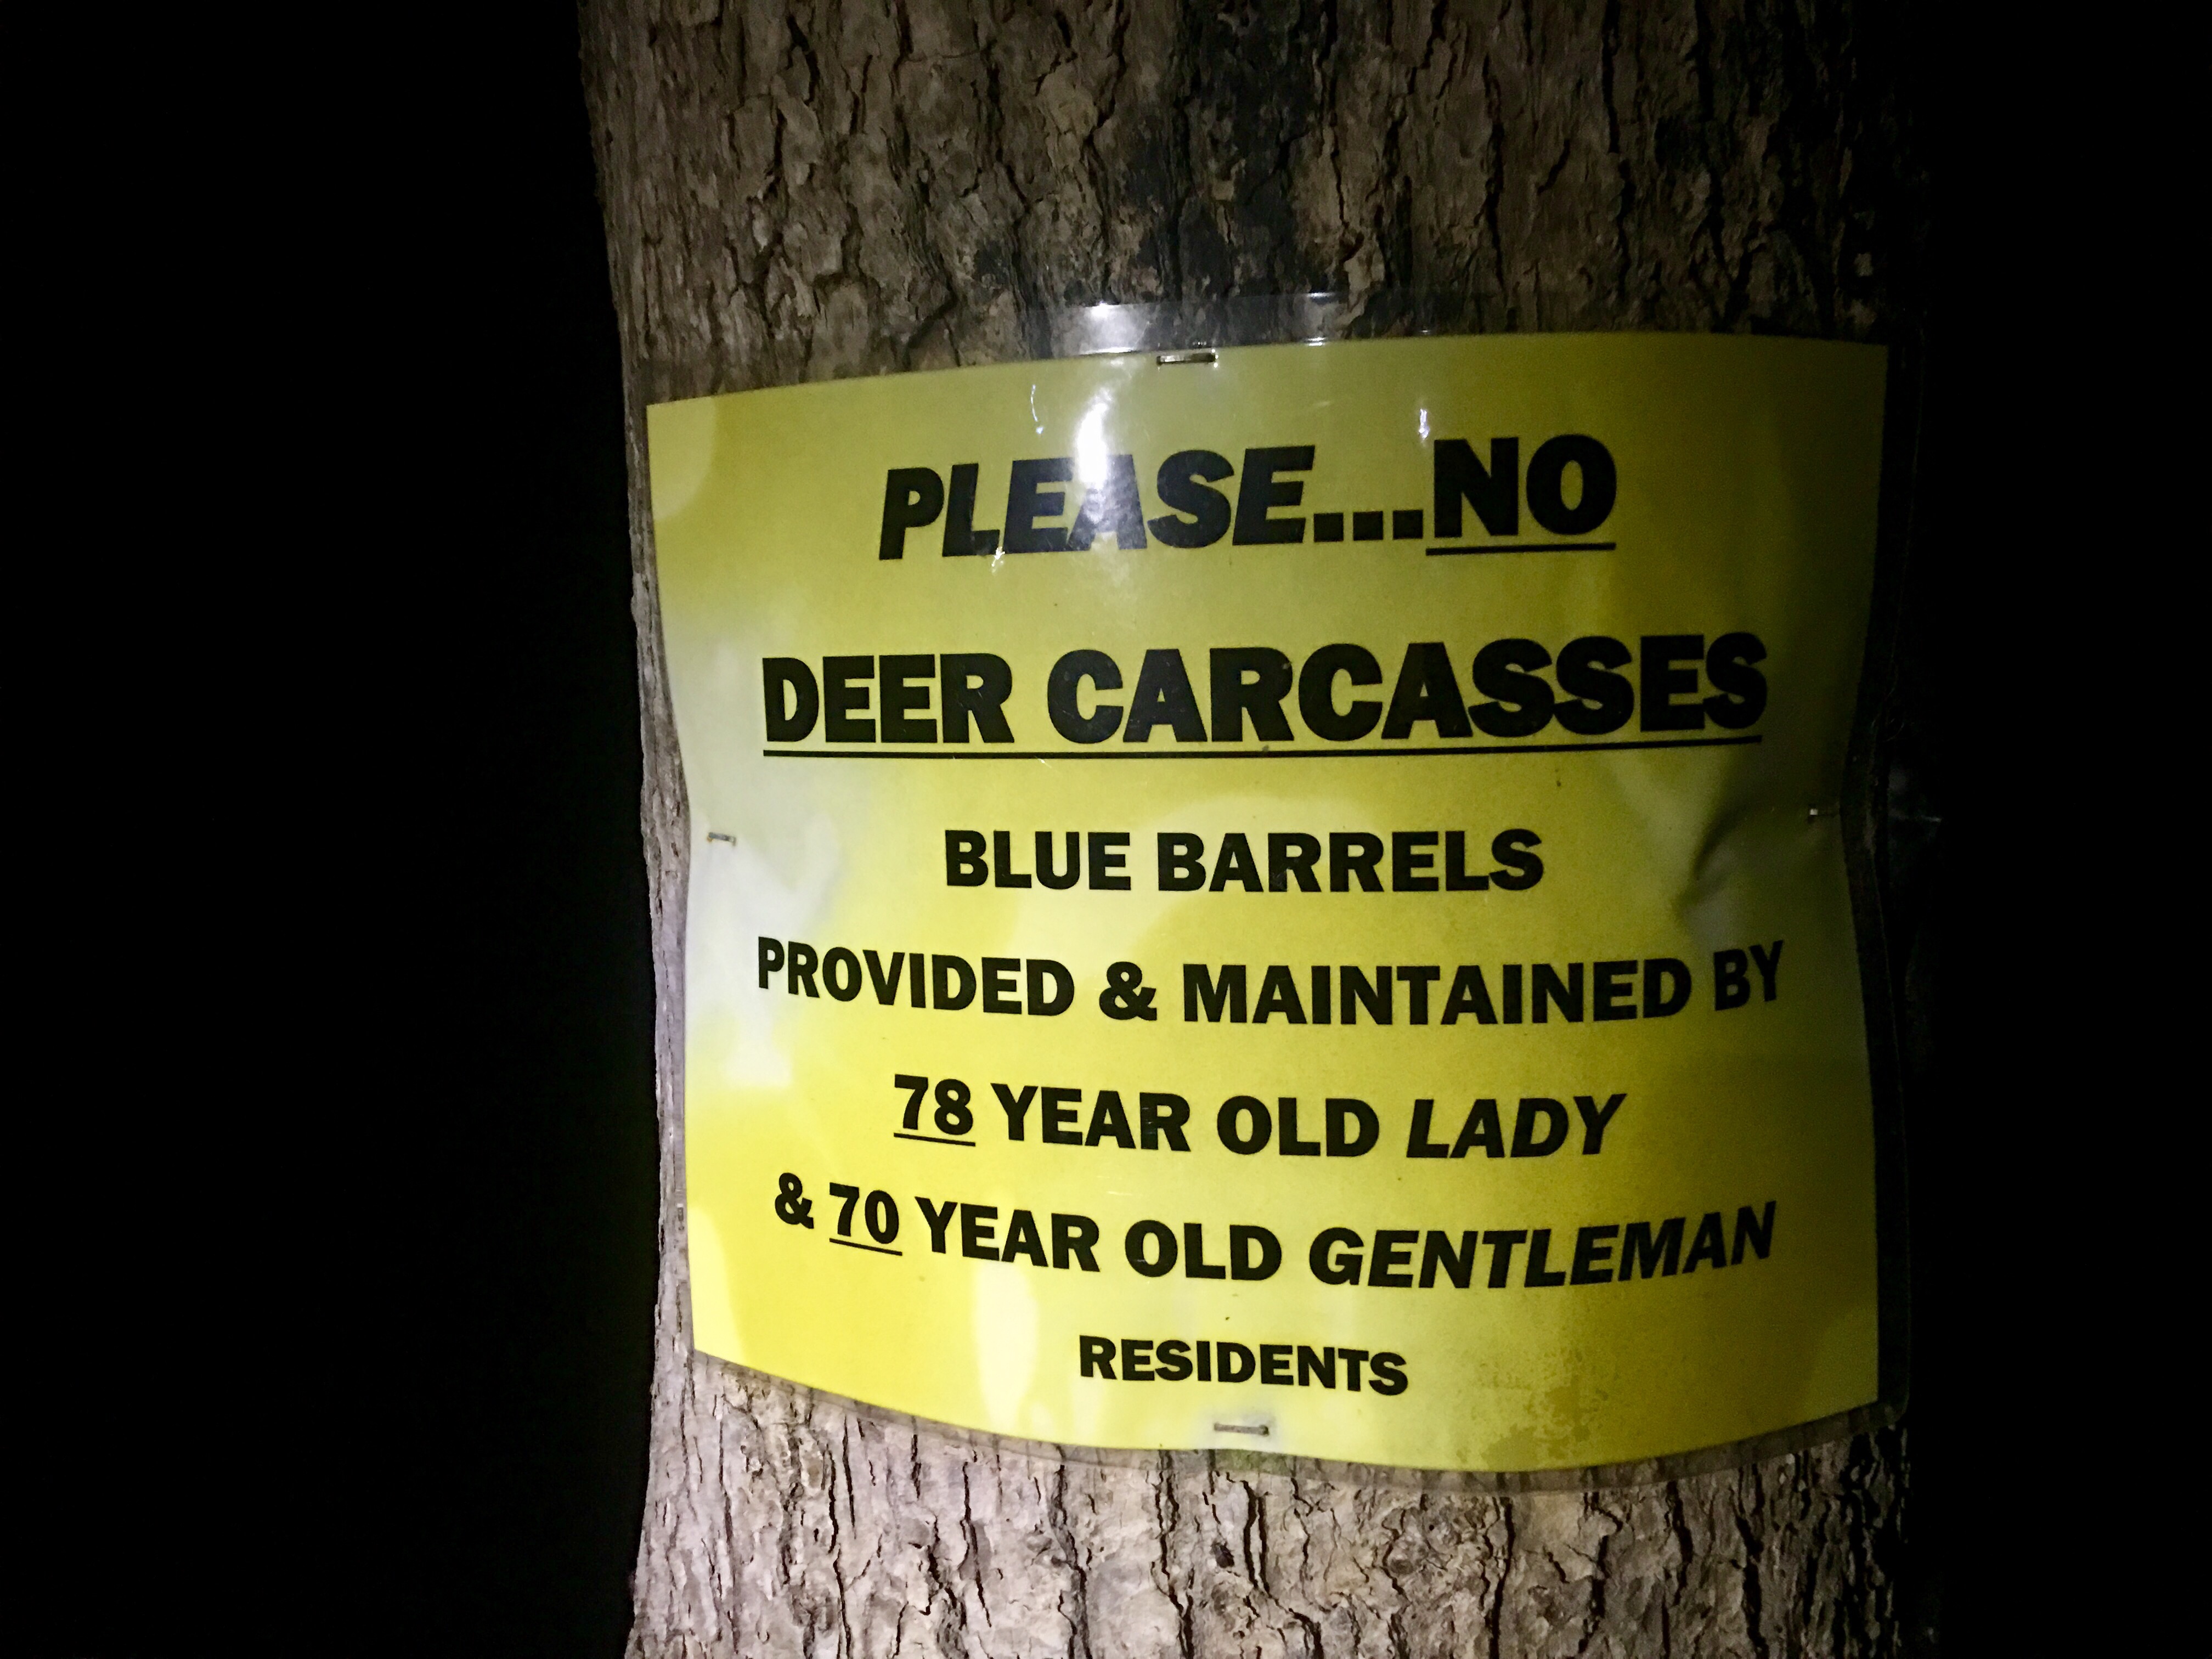 PLEASE...NO
DEER CARCASSES
BLUE BARRELS
PROVIDED & MAINTAINED BY
78 YEAR OLD LADY
& 70 YEAR OLD GENTLEMAN
RESIDENTS